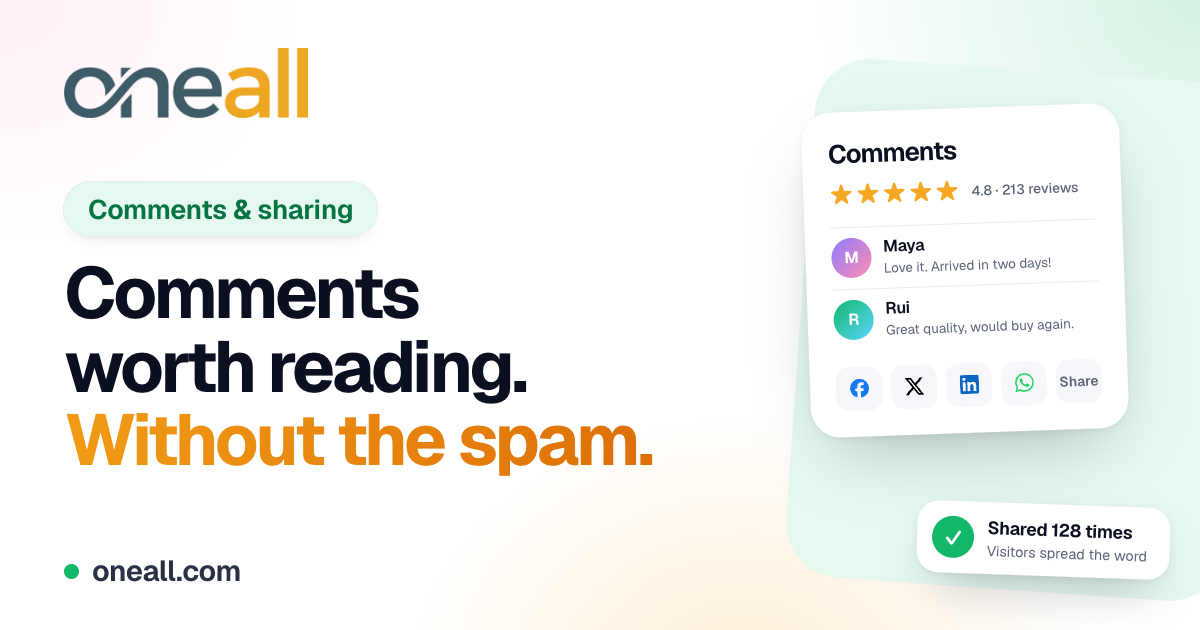 oneall
Comments & sharing
Comments
worth reading.
Without the spam.
oneall.com
Comments
4.8 · 213 reviews
M
Maya
Love it. Arrived in two days!
R
Rui
Great quality, would buy again.
Share
Shared 128 times
Visitors spread the word